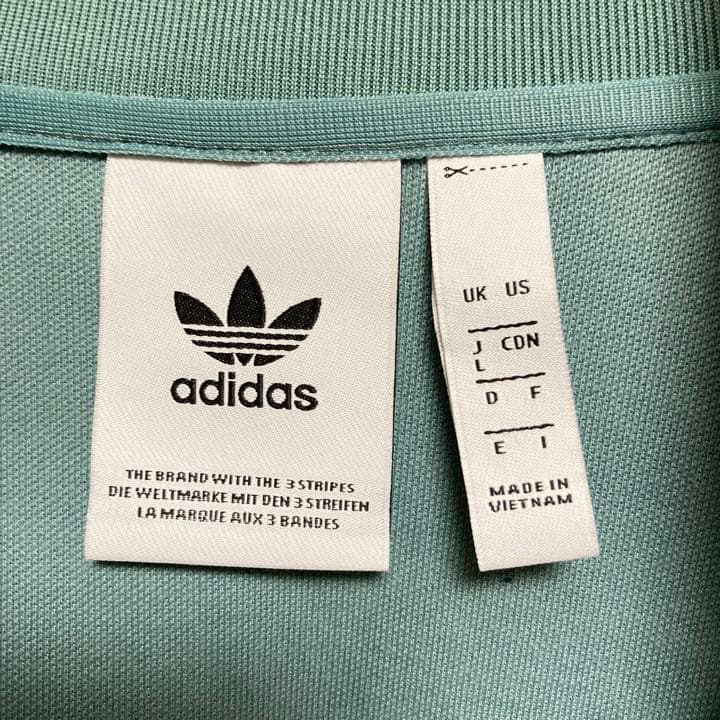 adidas
THE BRAND WITH THE 3 STRIPES
DIE WELTMARKE MIT DEN 3 STREIFEN
LA MARQUE AUX 3 BANDES
UK US
J CDN
L
D F
E I
MADE IN
VIETNAM